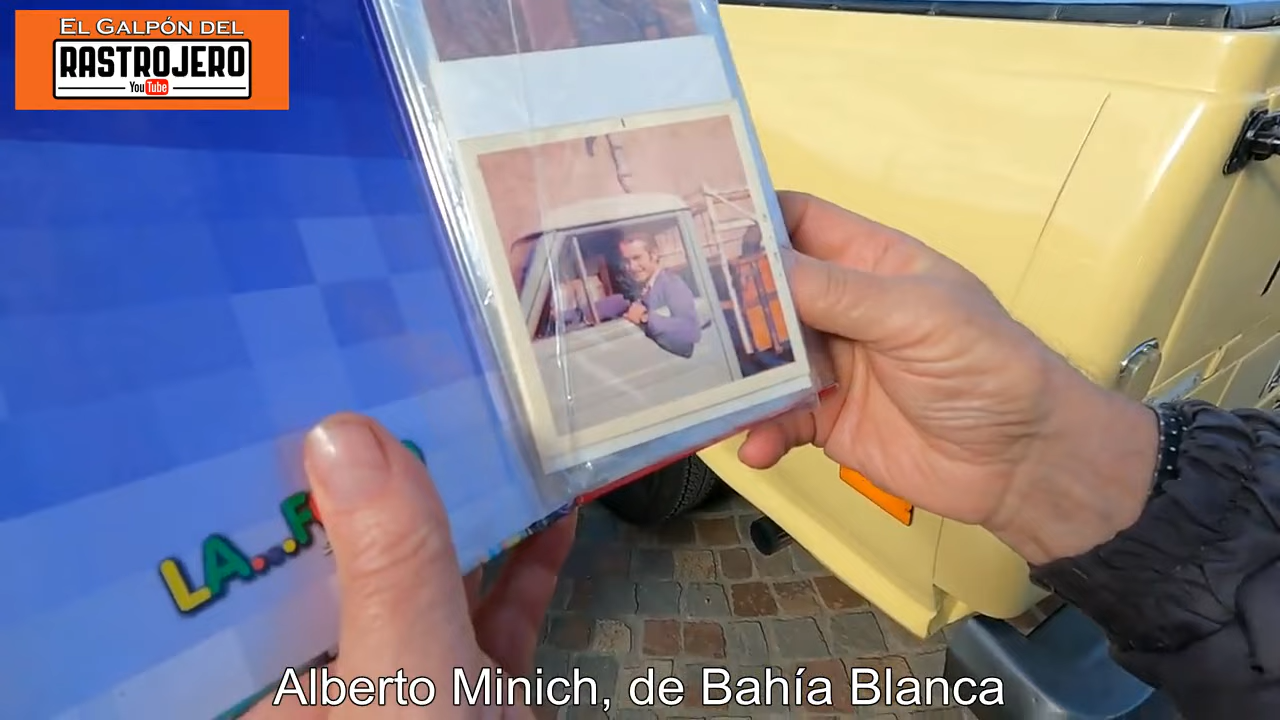 EL GALPÓN DEL
RASTROJERO
YouTube
LA...F
Alberto Minich, de Bahía Blanca